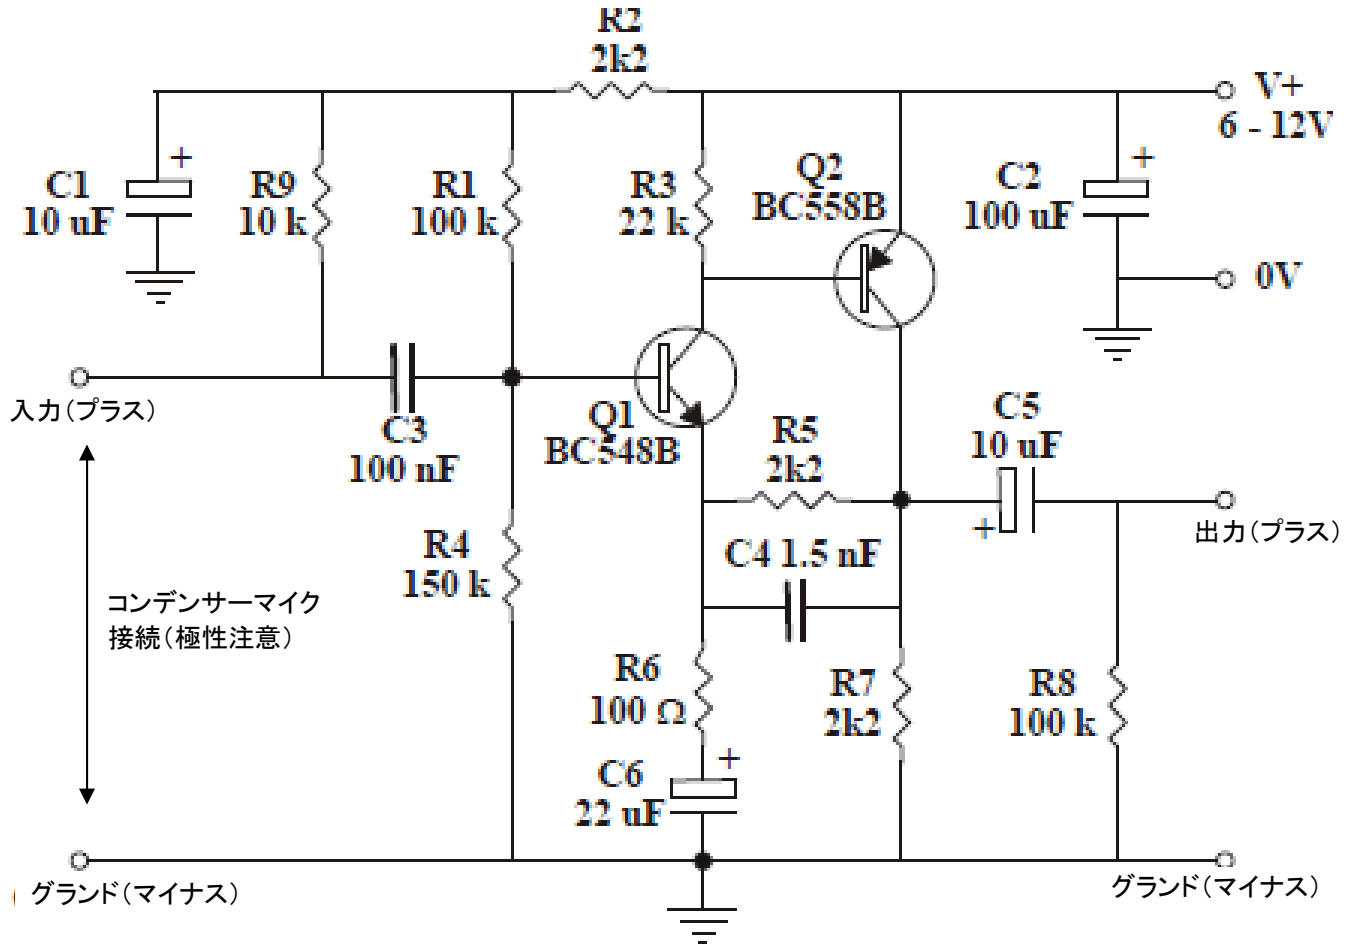 R2
2k2
V+
6 - 12V
C1
10 uF
+
R9
10 k
R1
100 k
R3
22 k
Q2
BC558B
C2
100 uF
+
0V
入力（プラス）
C3
100 nF
Q1
BC548B
R5
2k2
C5
10 uF
+
出力（プラス）
R4
150 k
C4 1.5 nF
コンデンサーマイク
接続（極性注意）
R6
100 Ω
R7
2k2
R8
100 k
C6
22 uF
+
グランド（マイナス）
グランド（マイナス）